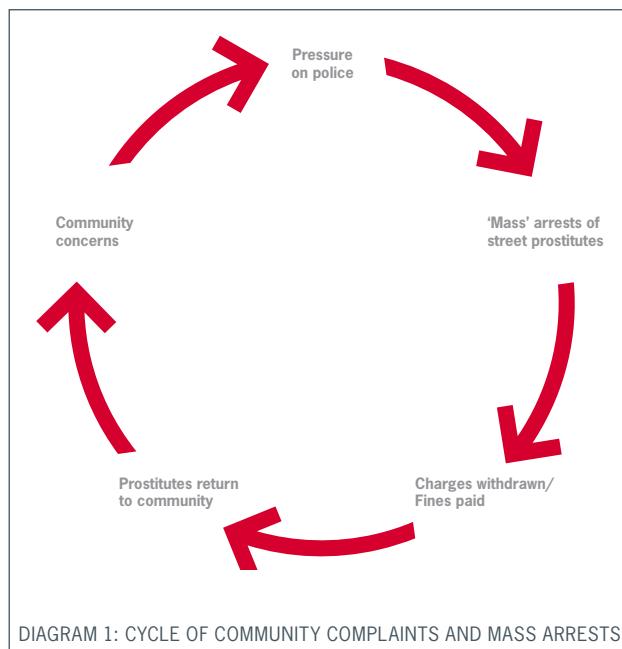 Pressure
on police
‘Mass’ arrests of
street prostitutes
Charges withdrawn/
Fines paid
Prostitutes return
to community
Community
concerns
DIAGRAM 1: CYCLE OF COMMUNITY COMPLAINTS AND MASS ARRESTS